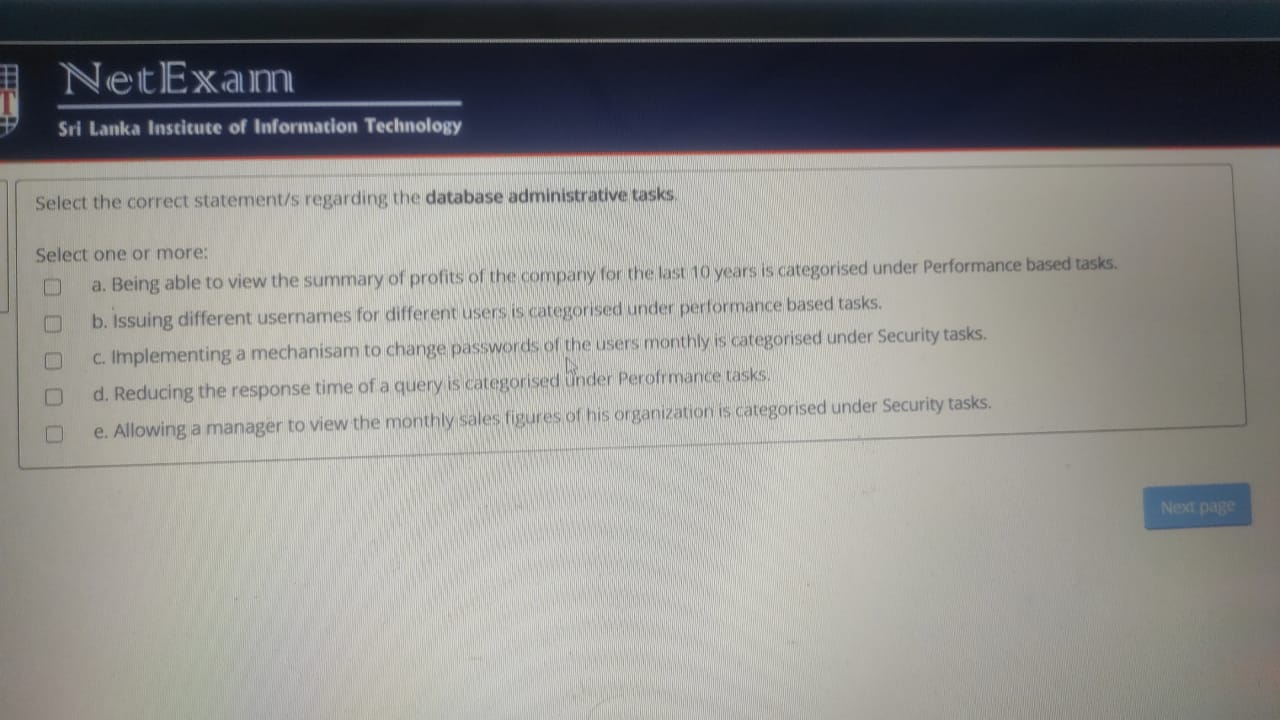 NetExam
T
Sri Lanka Institute of Information Technology
Select the correct statement/s regarding the database administrative tasks.
Select one or more:
a. Being able to view the summary of profits of the company for the last 10 years is categorised under Performance based tasks.
b. Issuing different usernames for different users is categorised under performance based tasks.
c. Implementing a mechanisam to change passwords of the users monthly is categorised under Security tasks.
d. Reducing the response time of a query is categorised under Perofrmance tasks.
e. Allowing a manager to view the monthly sales figures of his organization is categorised under Security tasks.
Next page